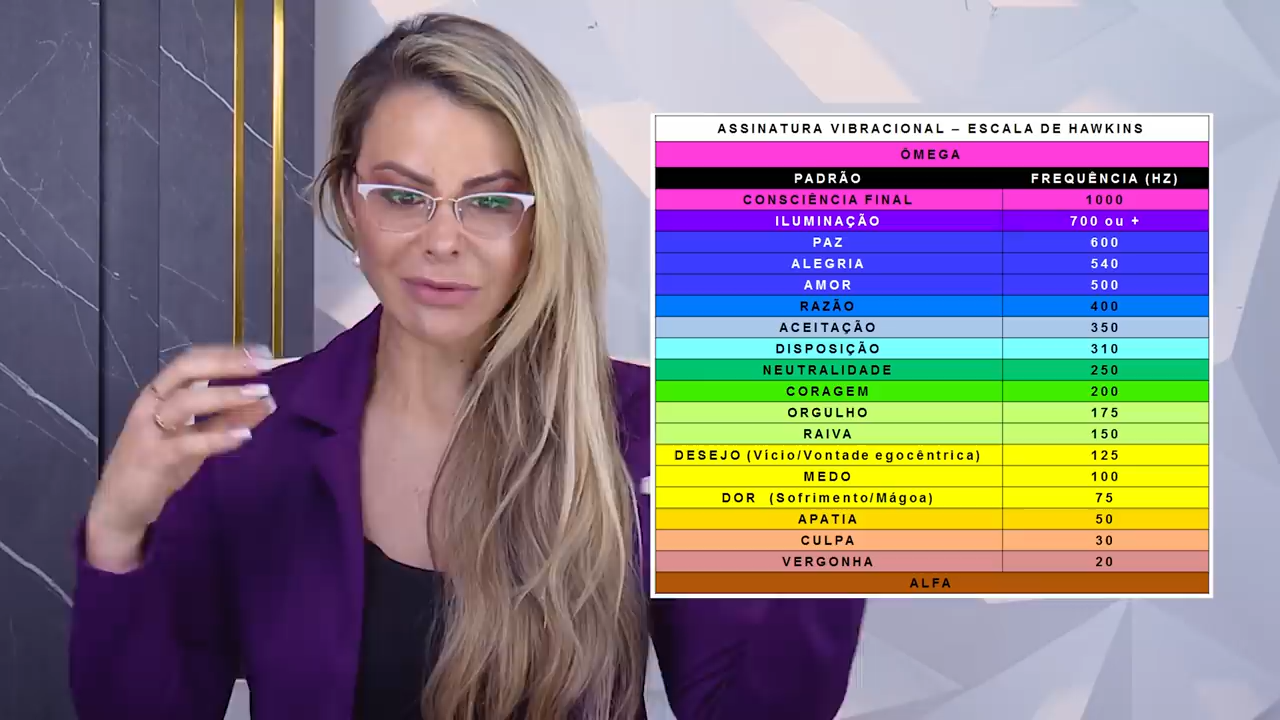 ASSINATURA VIBRACIONAL – ESCALA DE HAWKINS
ÔMEGA
PADRÃO FREQUÊNCIA (HZ)
CONSCIÊNCIA FINAL 1000
ILUMINAÇÃO 700 ou +
PAZ 600
ALEGRIA 540
AMOR 500
RAZÃO 400
ACEITAÇÃO 350
DISPOSIÇÃO 310
NEUTRALIDADE 250
CORAGEM 200
ORGULHO 175
RAIVA 150
DESEJO (Vício/Vontade egocêntrica) 125
MEDO 100
DOR (Sofrimento/Mágoa) 75
APATIA 50
CULPA 30
VERGONHA 20
ALFA